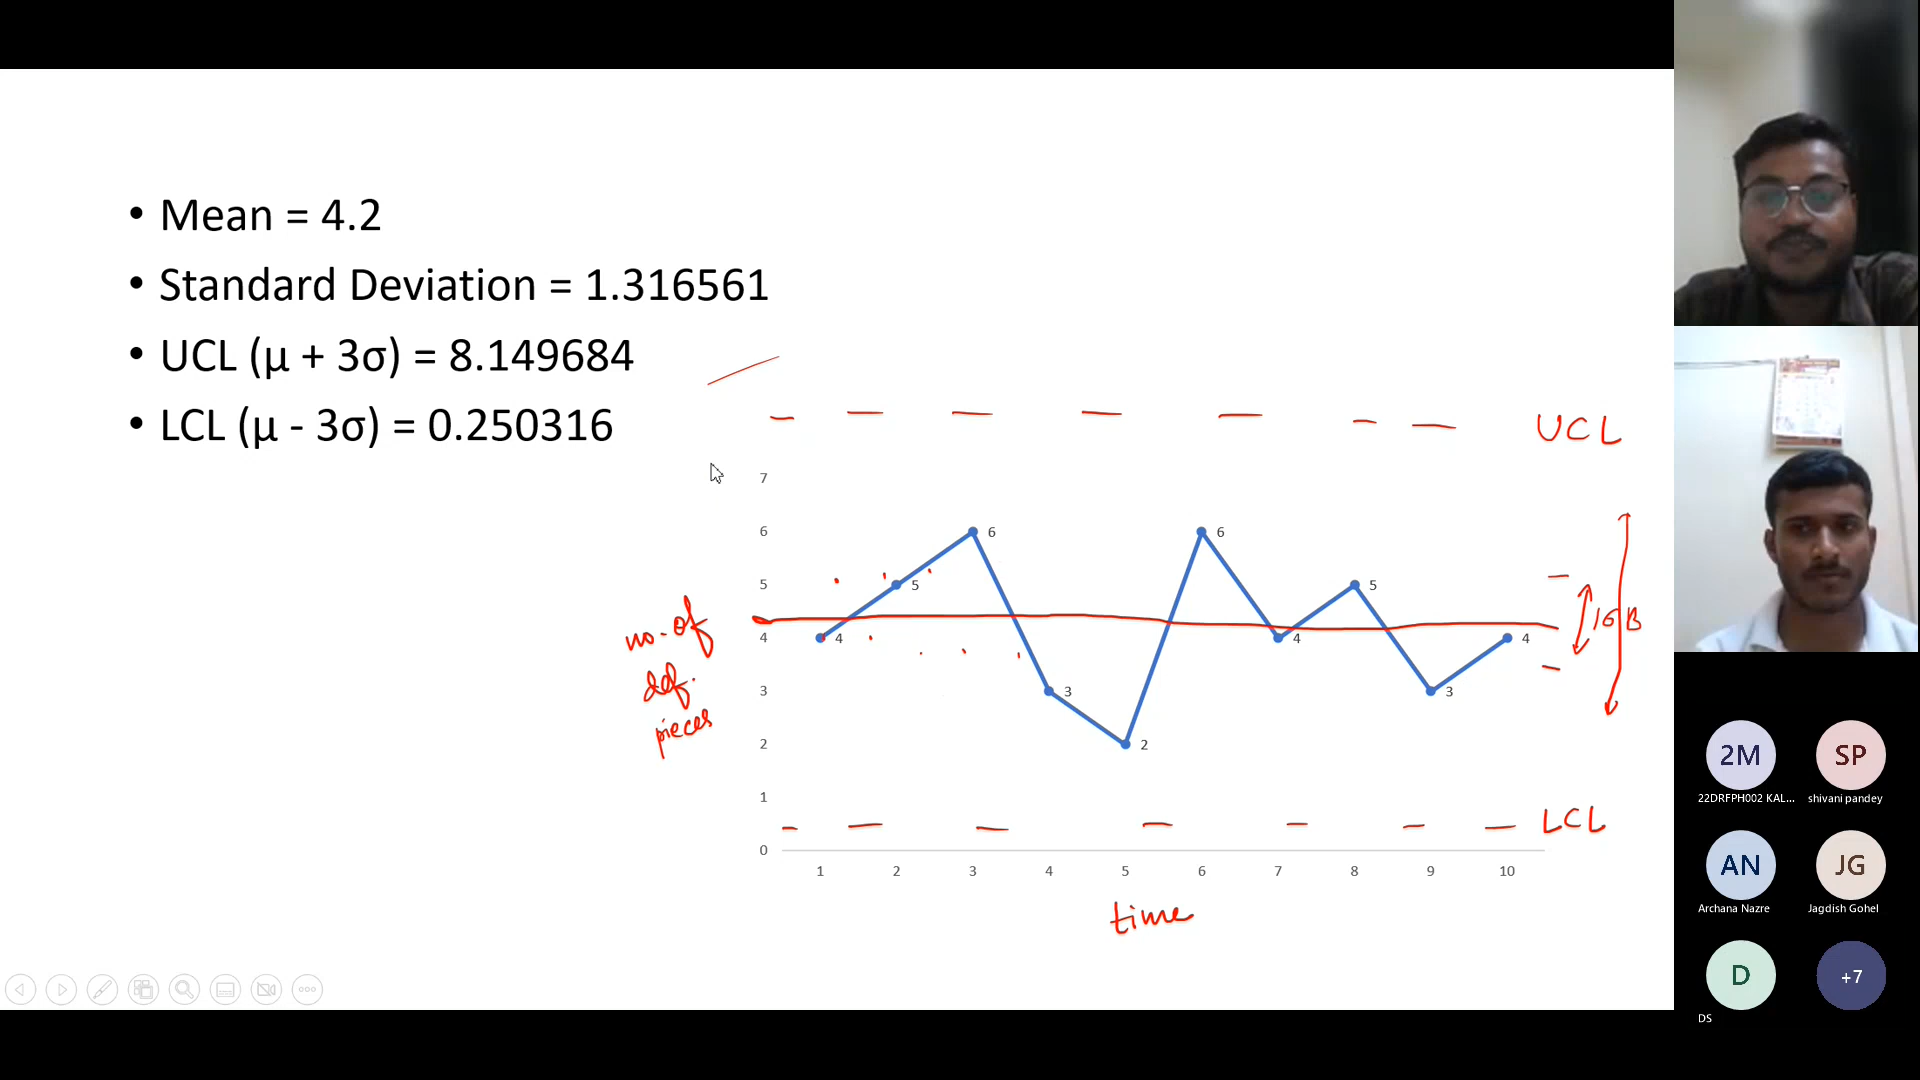 • Mean = 4.2
• Standard Deviation = 1.316561
• UCL (μ + 3σ) = 8.149684
• LCL (μ - 3σ) = 0.250316
UCL
7
6
5
4
3
2
1
0
6
6
5
5
4
4
4
3
3
2
no. of
def.
pieces
1σ
LCL
1 2 3 4 5 6 7 8 9 10
time
2M
22DRFPH002 KAL...
SP
shivani pandey
AN
Archana Nazre
JG
Jagdish Gohel
D
DS
+7